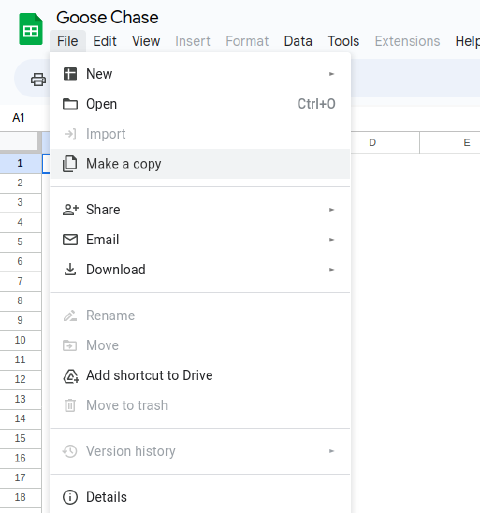 Goose Chase
File Edit View Insert Format Data Tools Extensions Help
A1
D E
New
Open Ctrl+O
Import
Make a copy
Share
Email
Download
Rename
Move
Add shortcut to Drive
Move to trash
Version history
Details
1
2
3
4
5
6
7
8
9
10
11
12
13
14
15
16
17
18